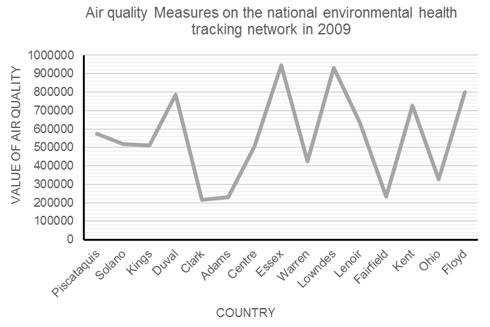 Air quality Measures on the national environmental health
tracking network in 2009
VALUE OF AIR QUALITY
1000000
900000
800000
700000
600000
500000
400000
300000
200000
100000
0
Piscataquis
Solano
Kings
Duval
Clark
Adams
Centre
Essex
Warren
Lowndes
Lenoir
Fairfield
Kent
Ohio
Floyd
COUNTRY